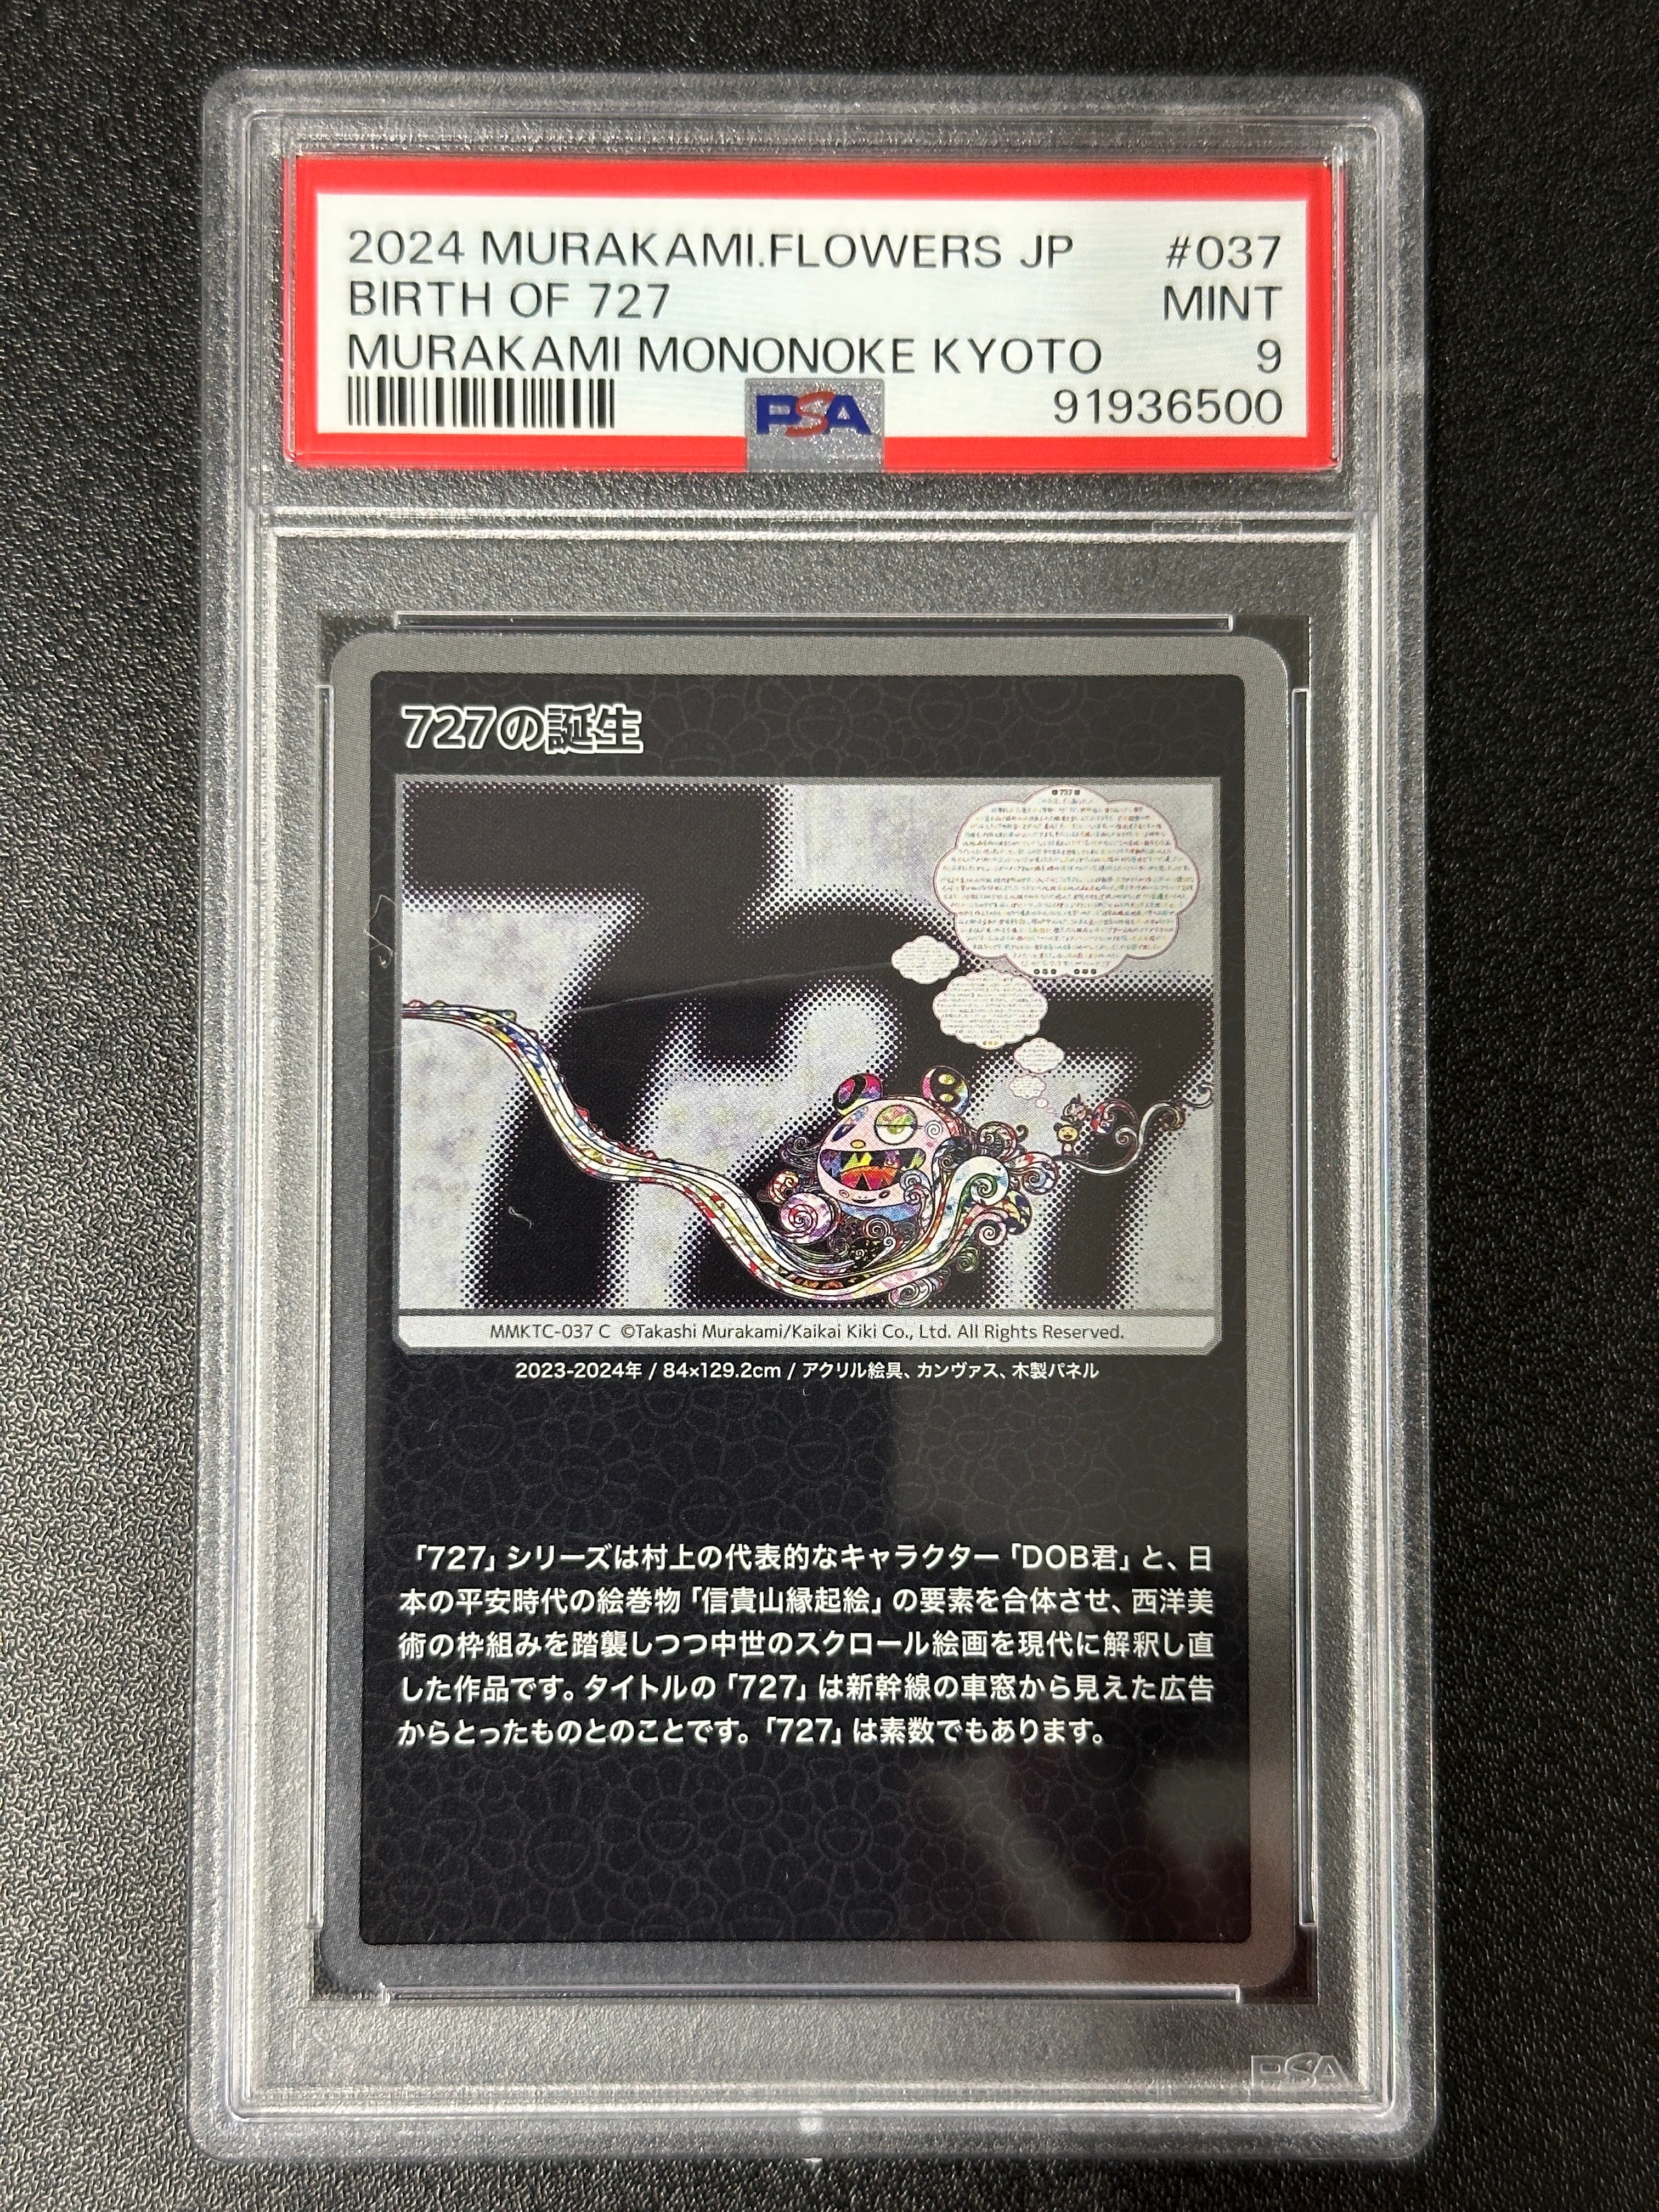 2024 MURAKAMI.FLOWERS JP #037
BIRTH OF 727 MINT
MURAKAMI MONONOKE KYOTO 9
PSA 91936500
727の誕生
727
MMKTC-037 C ©Takashi Murakami/Kaikai Kiki Co., Ltd. All Rights Reserved.
2023-2024年 / 84×129.2cm / アクリル絵具、カンヴァス、木製パネル
「727」シリーズは村上の代表的なキャラクター「DOB君」と、日
本の平安時代の絵巻物「信貴山縁起絵」の要素を合体させ、西洋美
術の枠組みを踏襲しつつ中世のスクロール絵画を現代に解釈し直
した作品です。タイトルの「727」は新幹線の車窓から見えた広告
からとったものとのことです。「727」は素数でもあります。
PSA